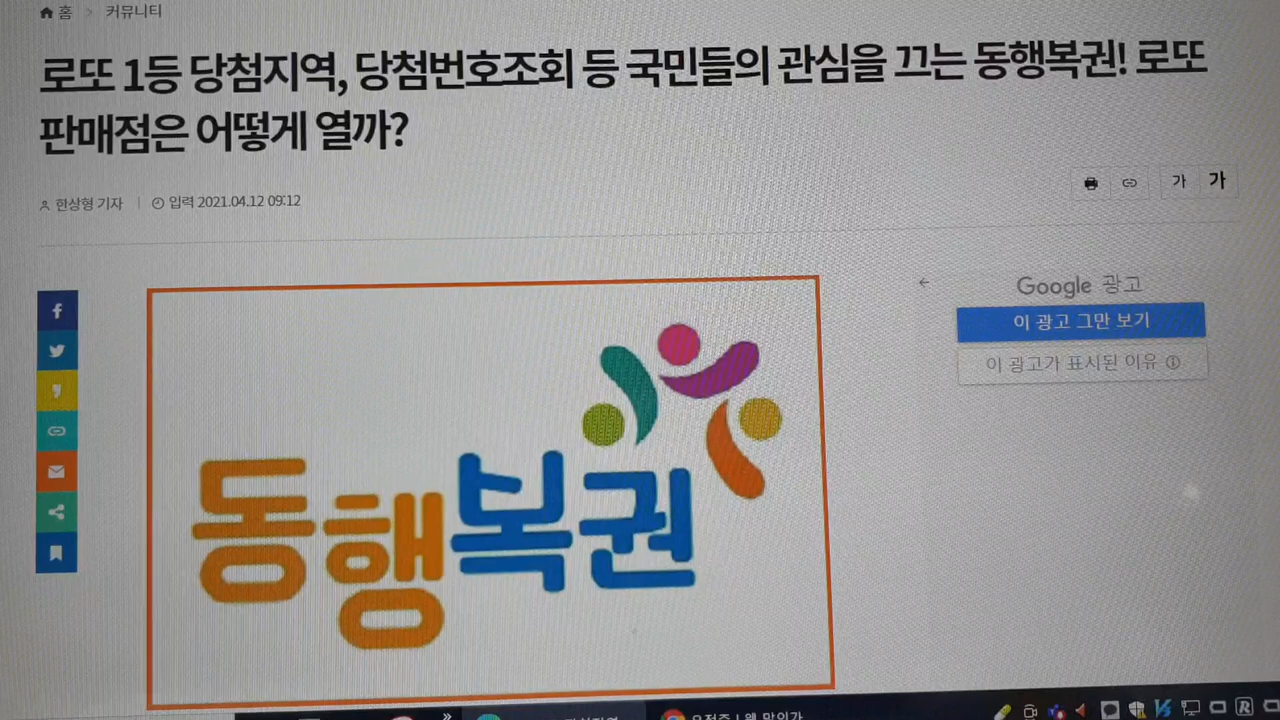 홈 > 커뮤니티
로또 1등 당첨지역, 당첨번호조회 등 국민들의 관심을 끄는 동행복권! 로또
판매점은 어떻게 열까?
한상형 기자 | 입력 2021.04.12 09:12
가 가
Google 광고
이 광고 그만 보기
이 광고가 표시된 이유
동행복권